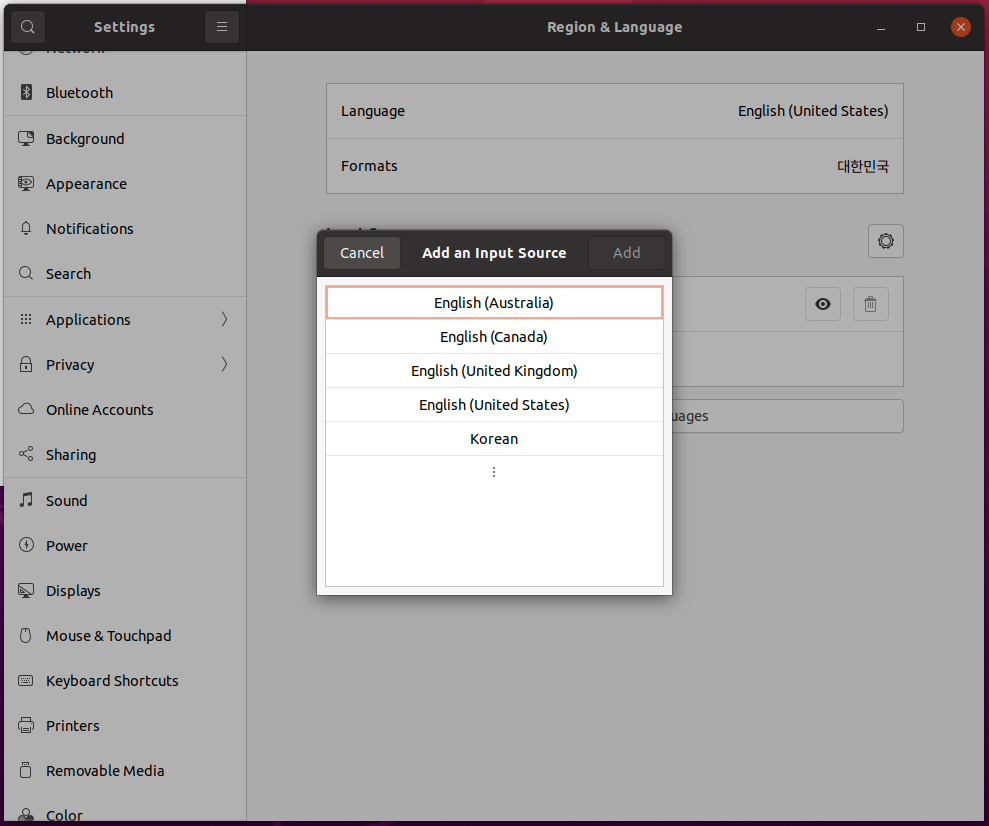 Settings
Region & Language
Network
Bluetooth
Background
Appearance
Notifications
Search
Applications
Privacy
Online Accounts
Sharing
Sound
Power
Displays
Mouse & Touchpad
Keyboard Shortcuts
Printers
Removable Media
Color
Language English (United States)
Formats 대한민국
Cancel Add an Input Source Add
English (Australia)
English (Canada)
English (United Kingdom)
English (United States)
Korean
uages